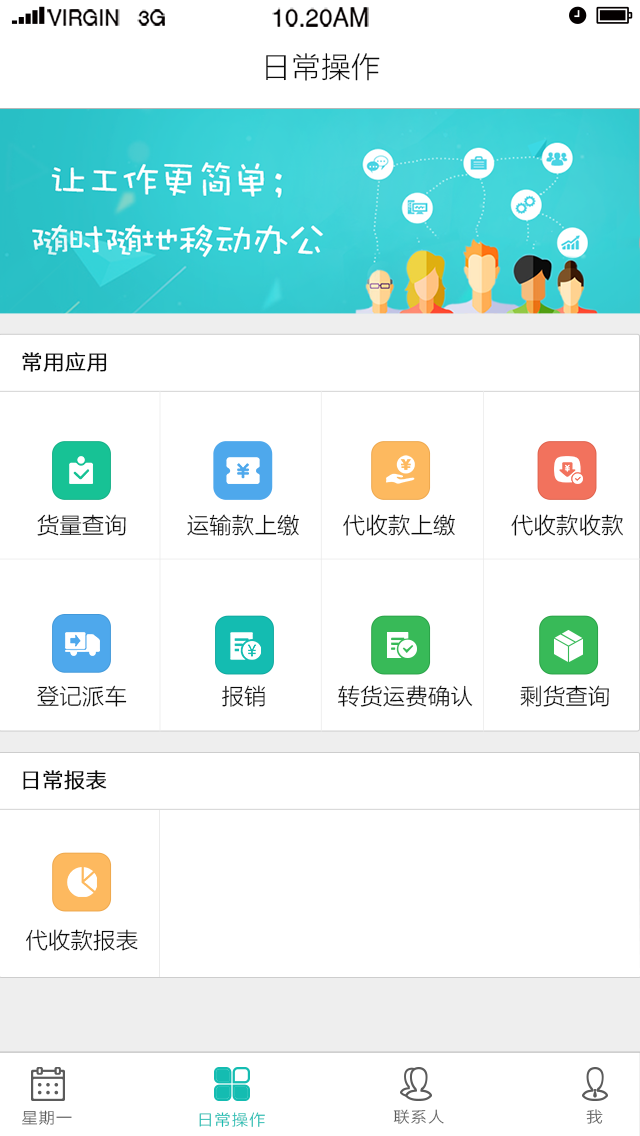 VIRGIN 3G 10.20AM
日常操作
让工作更简单；
随时随地移动办公
常用应用
货量查询 运输款上缴 代收款上缴 代收款收款
登记派车 报销 转货运费确认 剩货查询
日常报表
代收款报表
星期一 日常操作 联系人 我